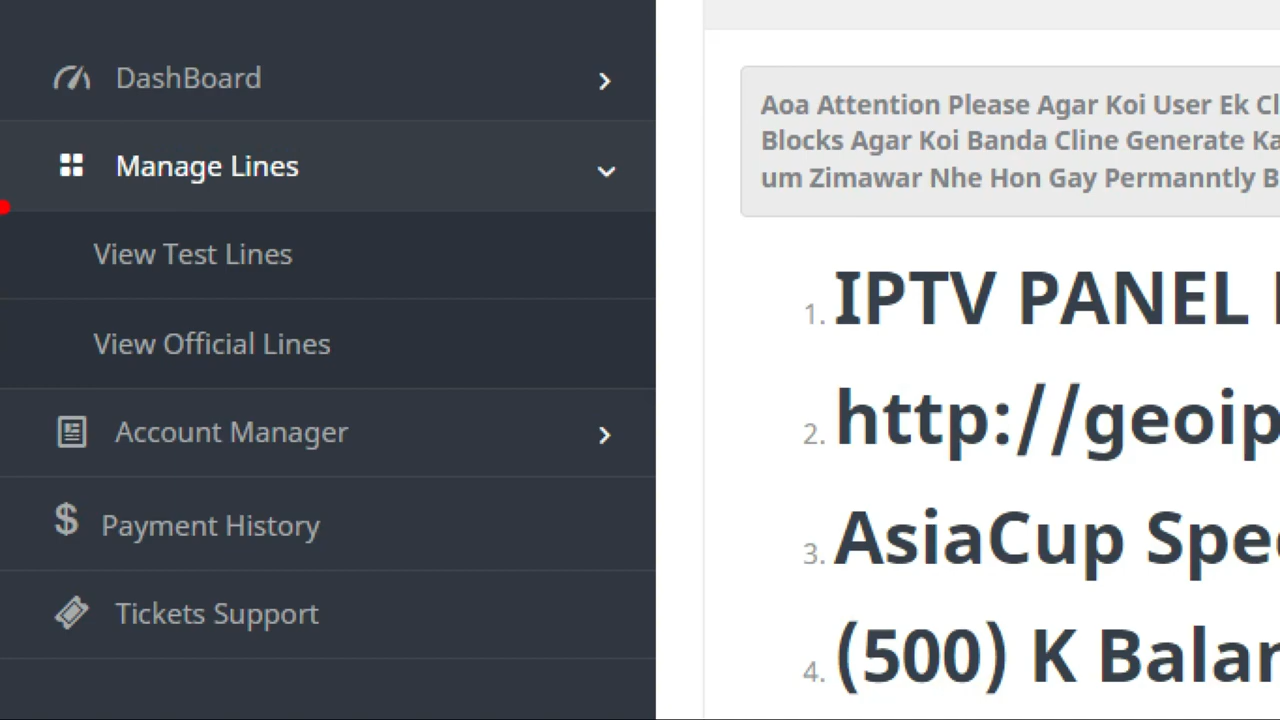 DashBoard
Manage Lines
View Test Lines
View Official Lines
Account Manager
Payment History
Tickets Support
Aoa Attention Please Agar Koi User Ek
Blocks Agar Koi Banda Cline Generate
um Zimawar Nhe Hon Gay Permanntly
1. IPTV PANEL
2. http://geoip
3. AsiaCup
4. (500) K